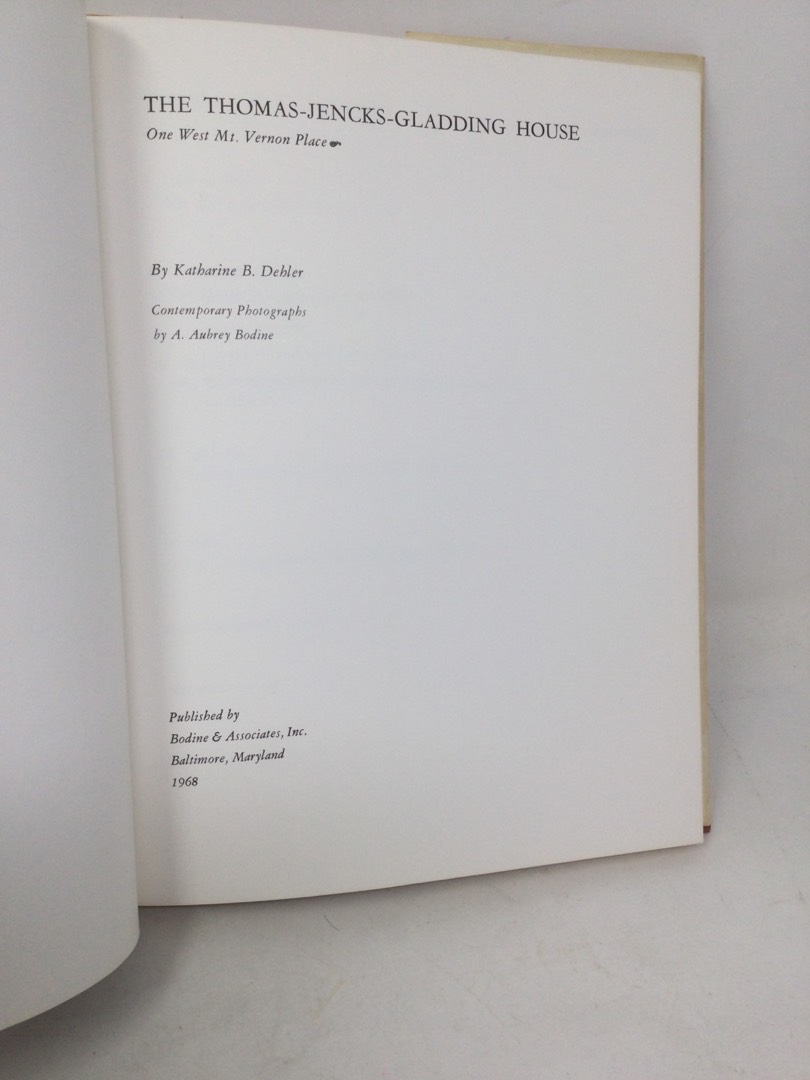 THE THOMAS-JENCKS-GLADDING HOUSE
One West Mt. Vernon Place
By Katharine B. Dehler
Contemporary Photographs
by A. Aubrey Bodine
Published by
Bodine & Associates, Inc.
Baltimore, Maryland
1968